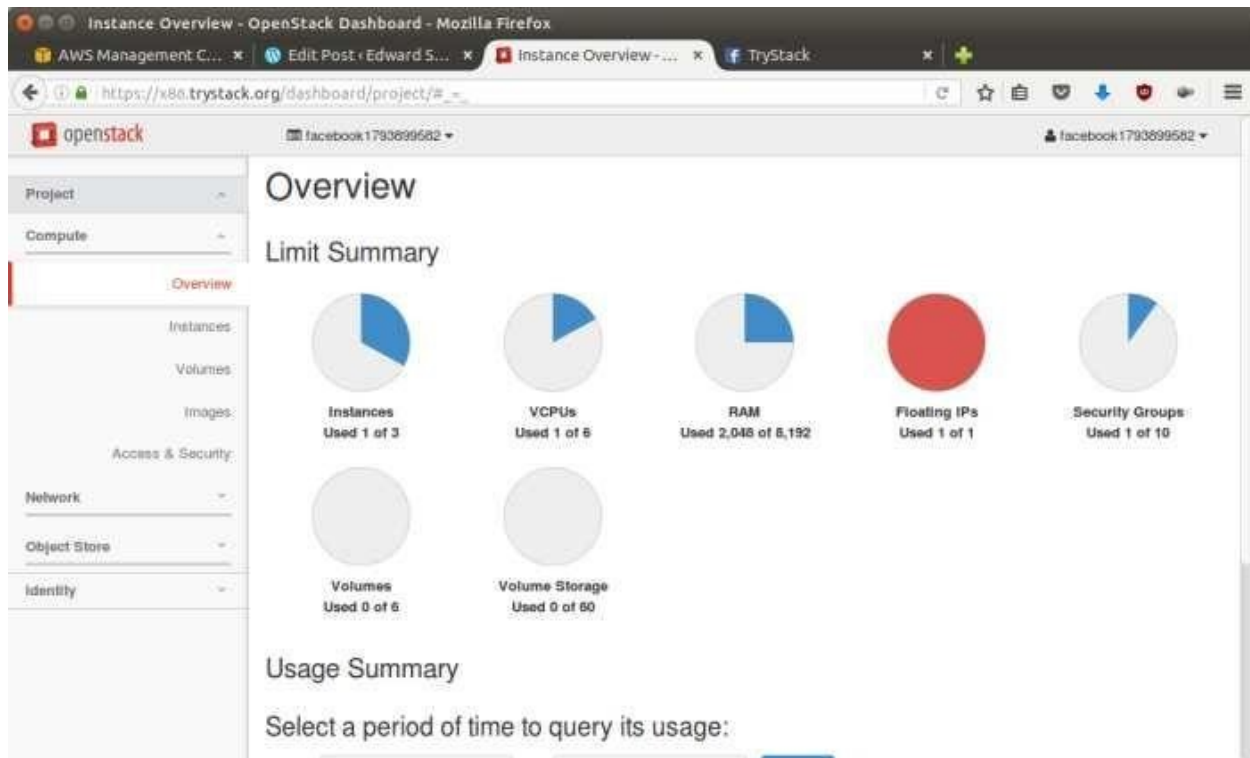 Instance Overview - OpenStack Dashboard - Mozilla Firefox
AWS Management C... Edit Post ‹ Edward S... Instance Overview - ... TryStack
https://x86.trystack.org/dashboard/project/#_=_
openstack facebook1793899582 facebook1793899582
Project
Compute
Overview
Instances
Volumes
Images
Access & Security
Network
Object Store
Identity
Overview
Limit Summary
Instances
Used 1 of 3
VCPUs
Used 1 of 6
RAM
Used 2,048 of 8,192
Floating IPs
Used 1 of 1
Security Groups
Used 1 of 10
Volumes
Used 0 of 6
Volume Storage
Used 0 of 60
Usage Summary
Select a period of time to query its usage: